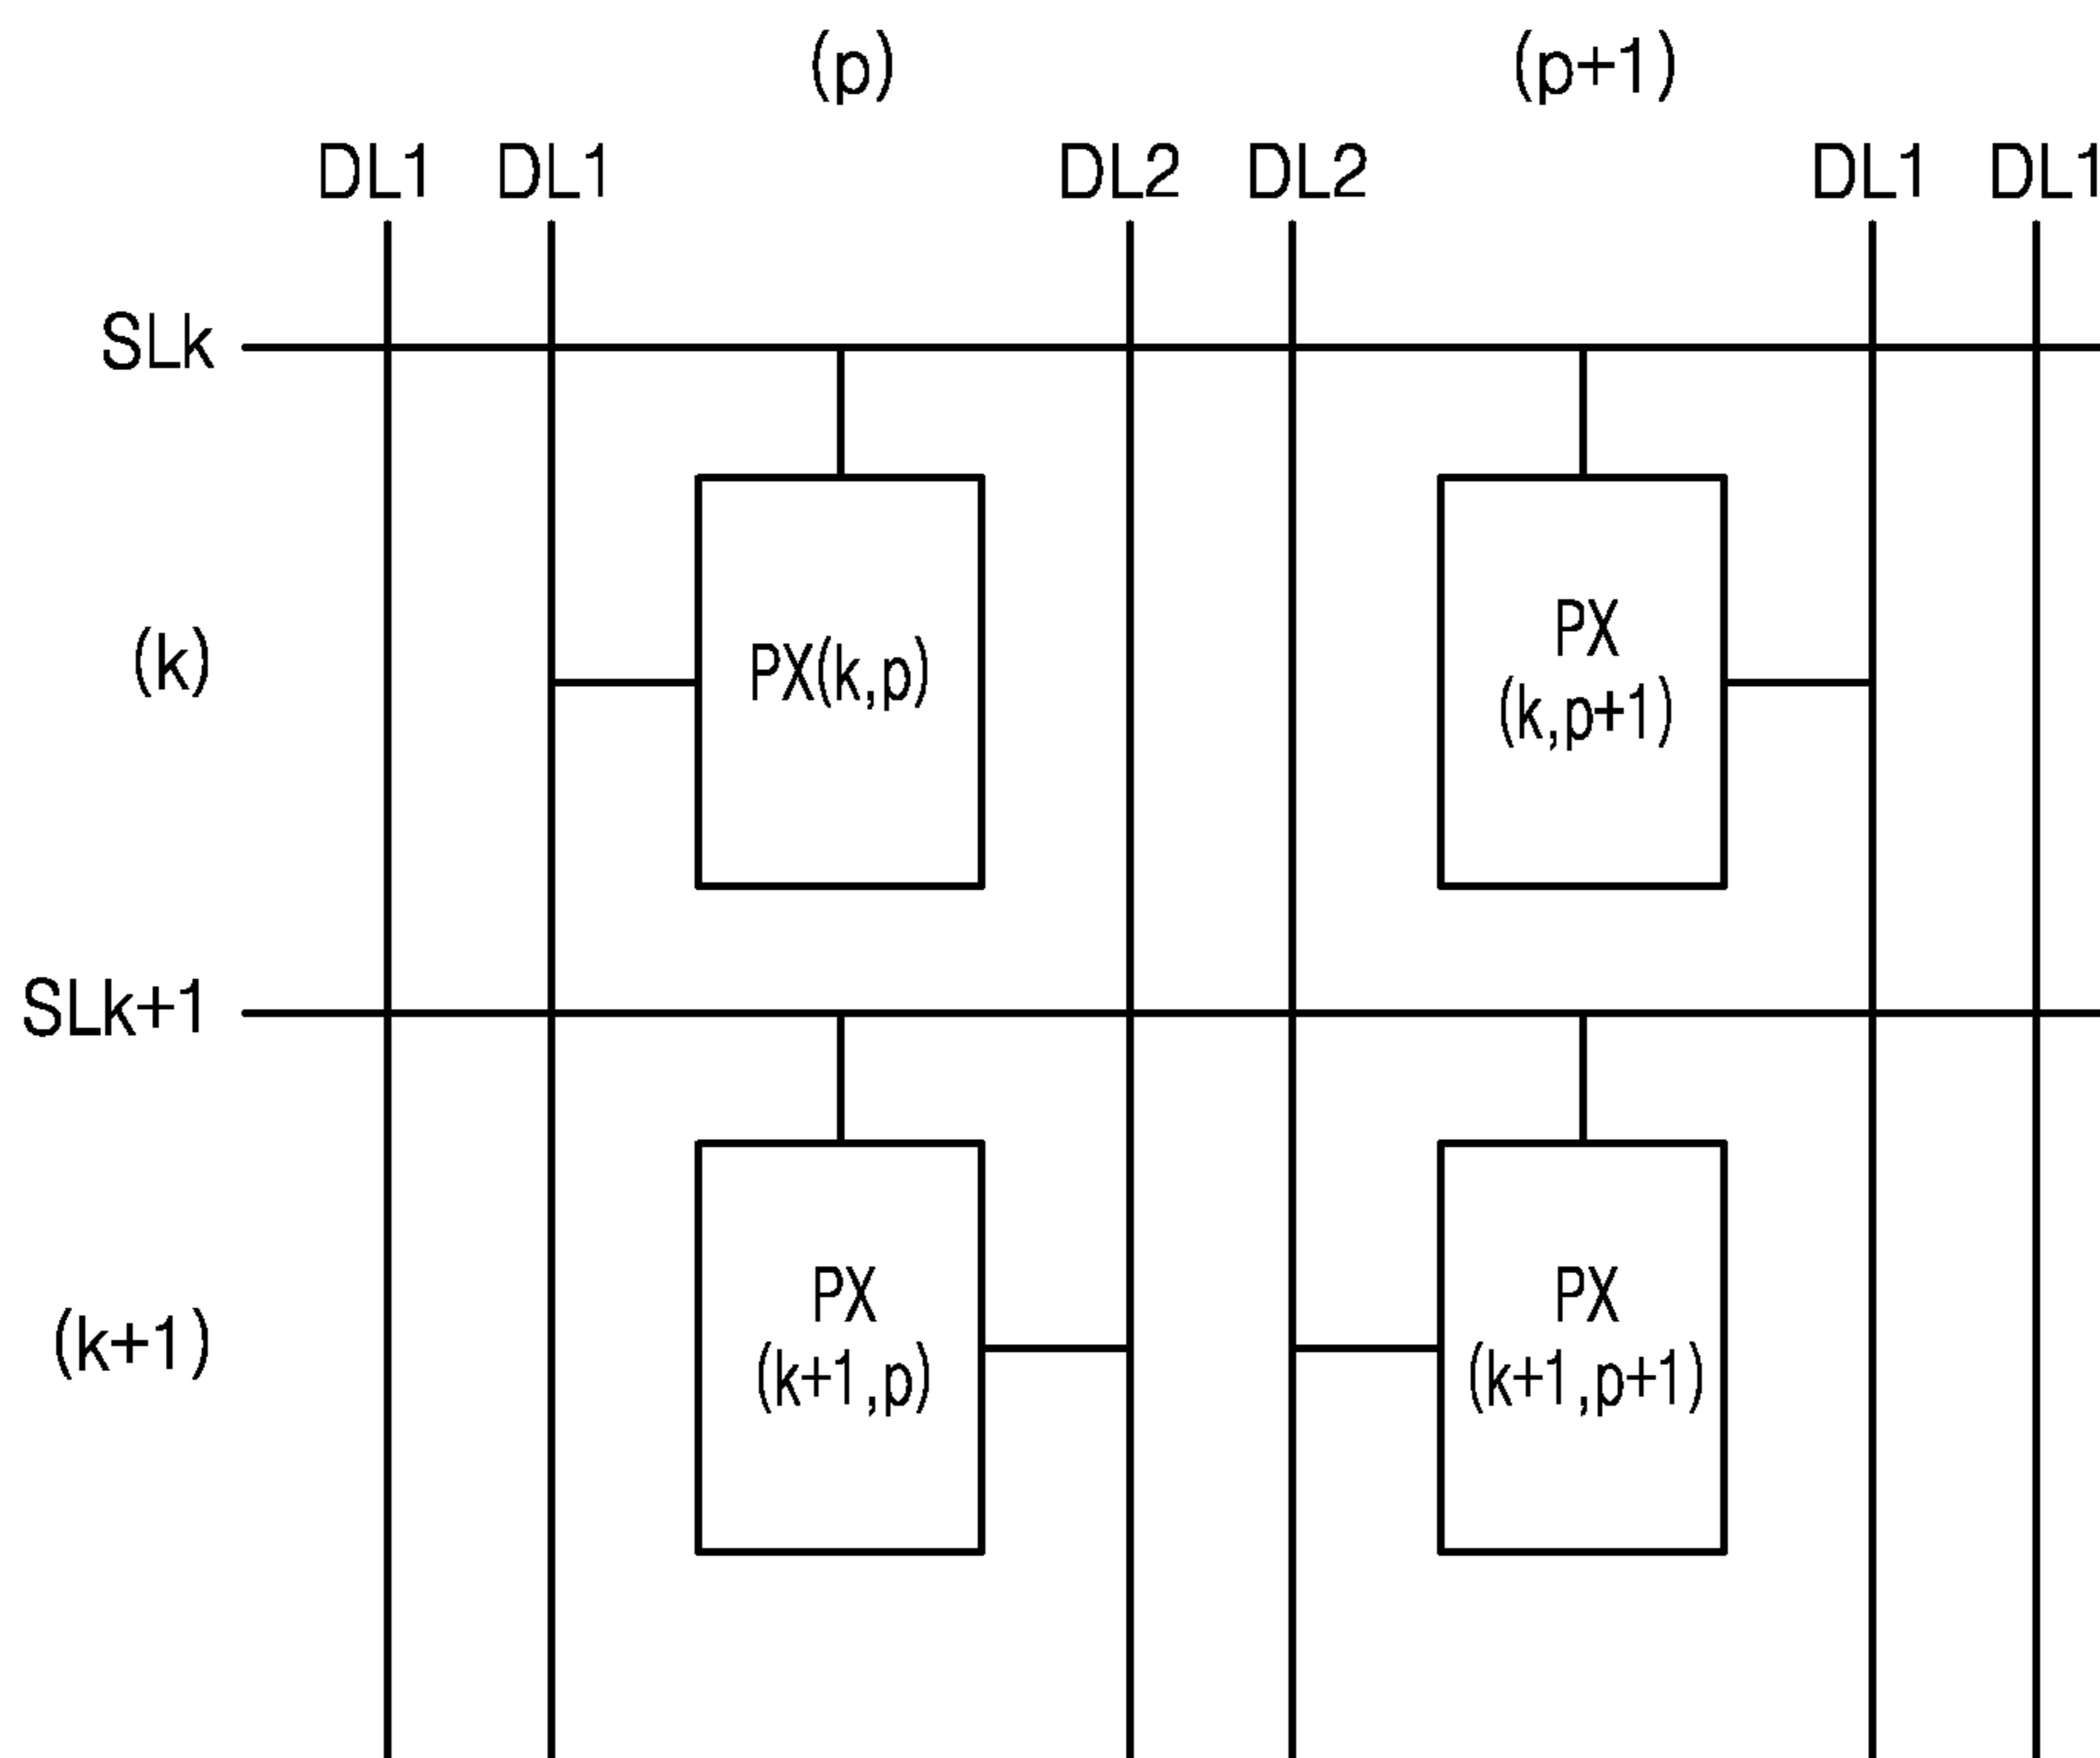 (p) (p+1)
DL1 DL1 DL2 DL2 DL1 DL1
SLk
(k)
PX(k,p)
PX
(k,p+1)
SLk+1
(k+1)
PX
(k+1,p)
PX
(k+1,p+1)